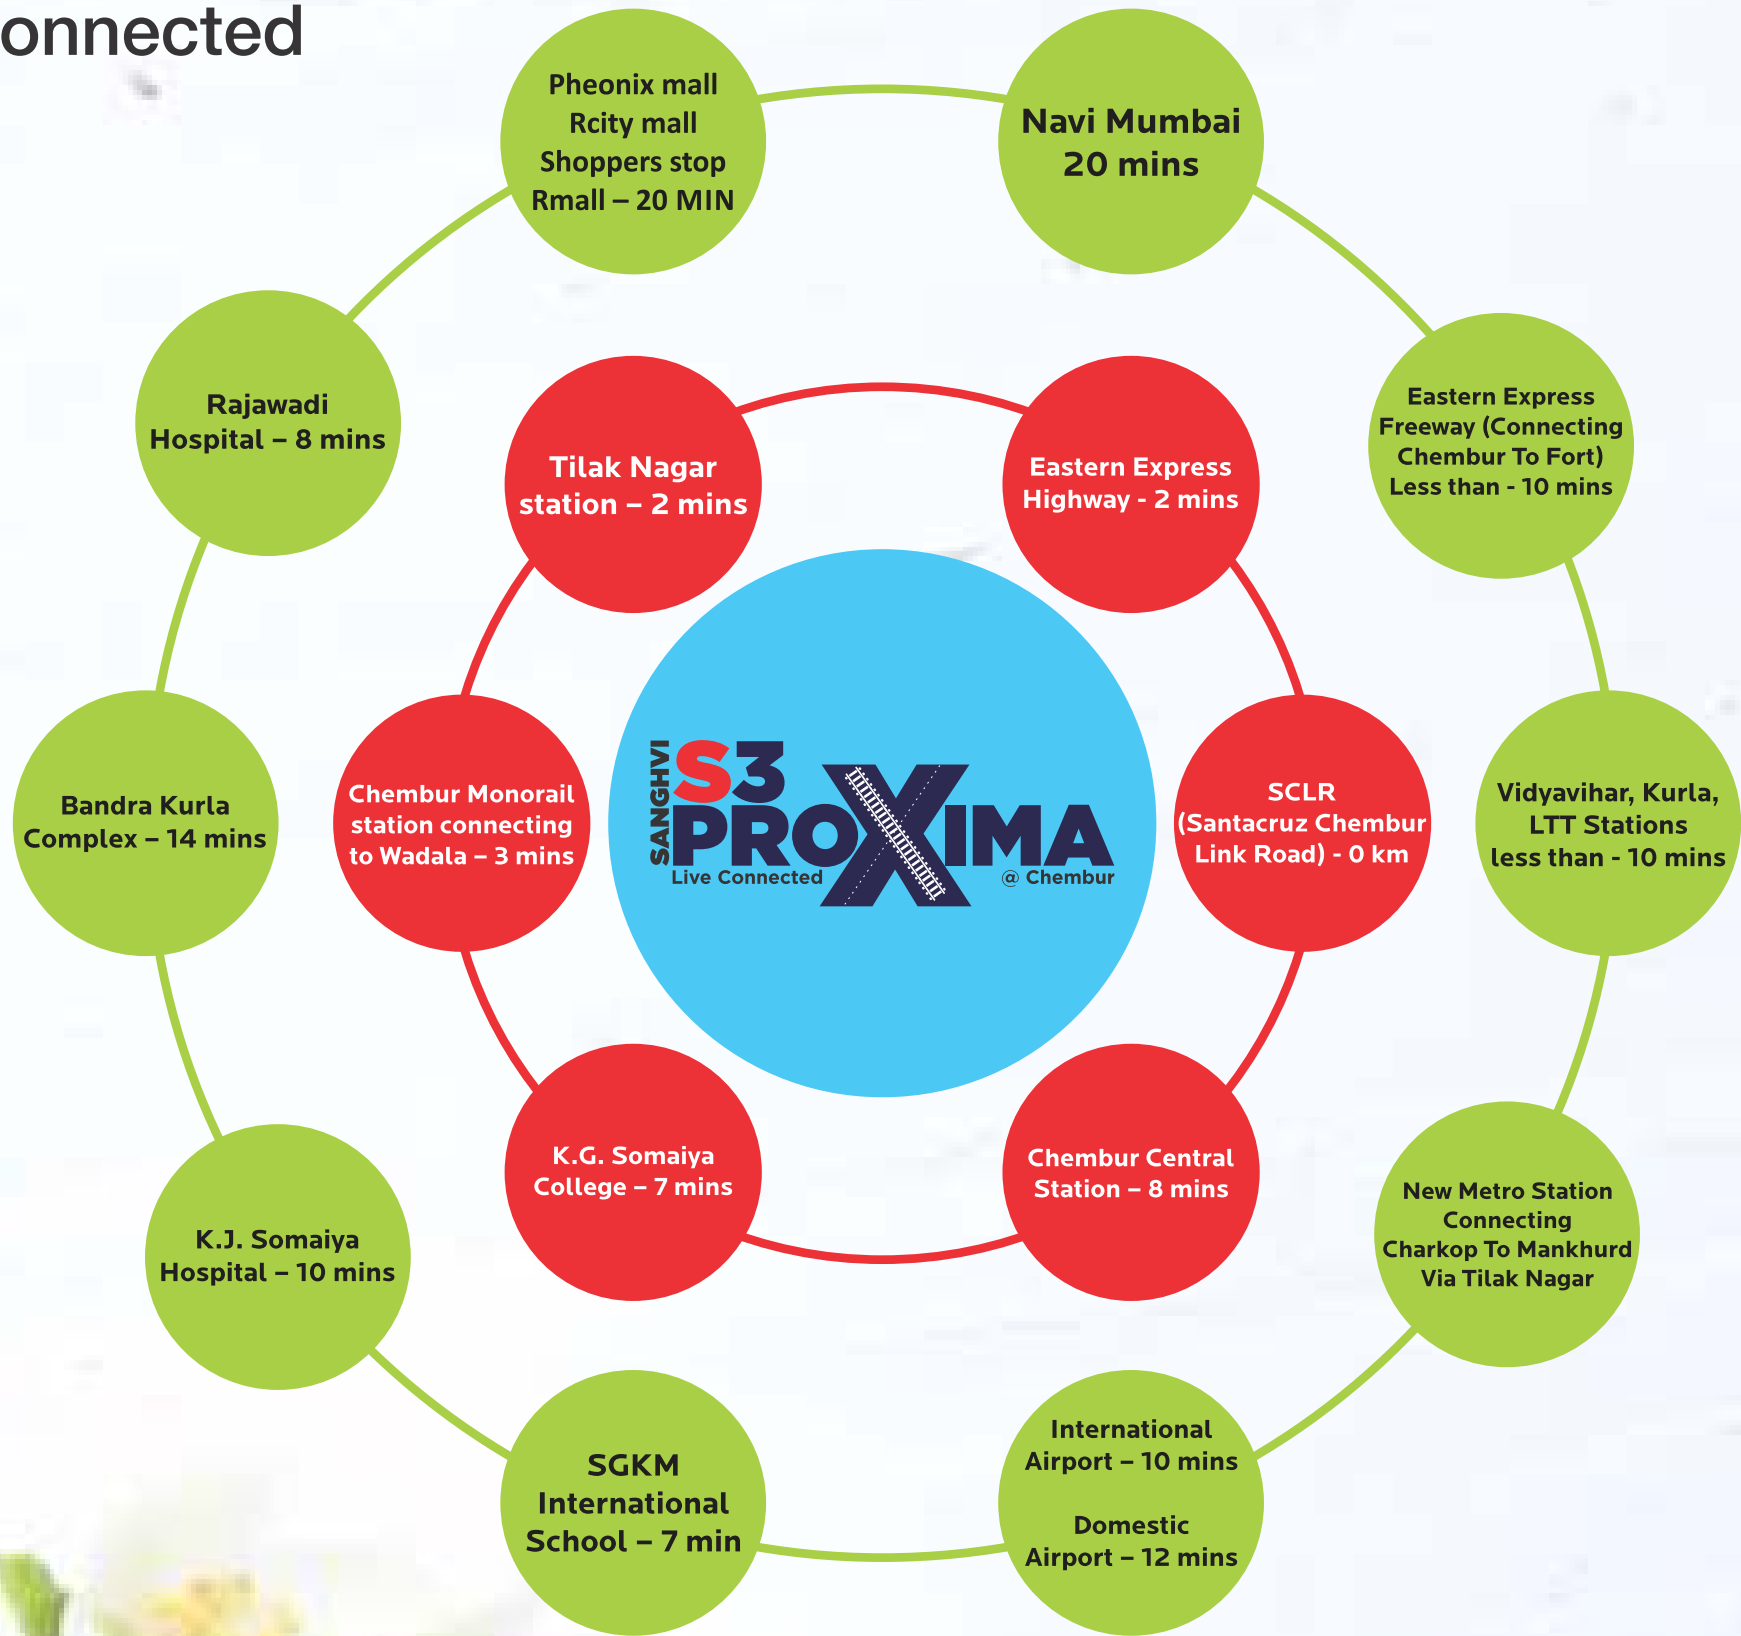 onnected
Pheonix mall
Rcity mall
Shoppers stop
Rmall – 20 MIN
Navi Mumbai
20 mins
Rajawadi
Hospital – 8 mins
Eastern Express
Freeway (Connecting
Chembur To Fort)
Less than - 10 mins
Tilak Nagar
station – 2 mins
Eastern Express
Highway - 2 mins
Bandra Kurla
Complex – 14 mins
Chembur Monorail
station connecting
to Wadala – 3 mins
SANGHVI
S3
PROXIMA
Live Connected
@ Chembur
SCLR
(Santacruz Chembur
Link Road) - 0 km
Vidyavihar, Kurla,
LTT Stations
less than - 10 mins
K.G. Somaiya
College – 7 mins
Chembur Central
Station – 8 mins
K.J. Somaiya
Hospital – 10 mins
New Metro Station
Connecting
Charkop To Mankhurd
Via Tilak Nagar
SGKM
International
School – 7 min
International
Airport – 10 mins
Domestic
Airport – 12 mins